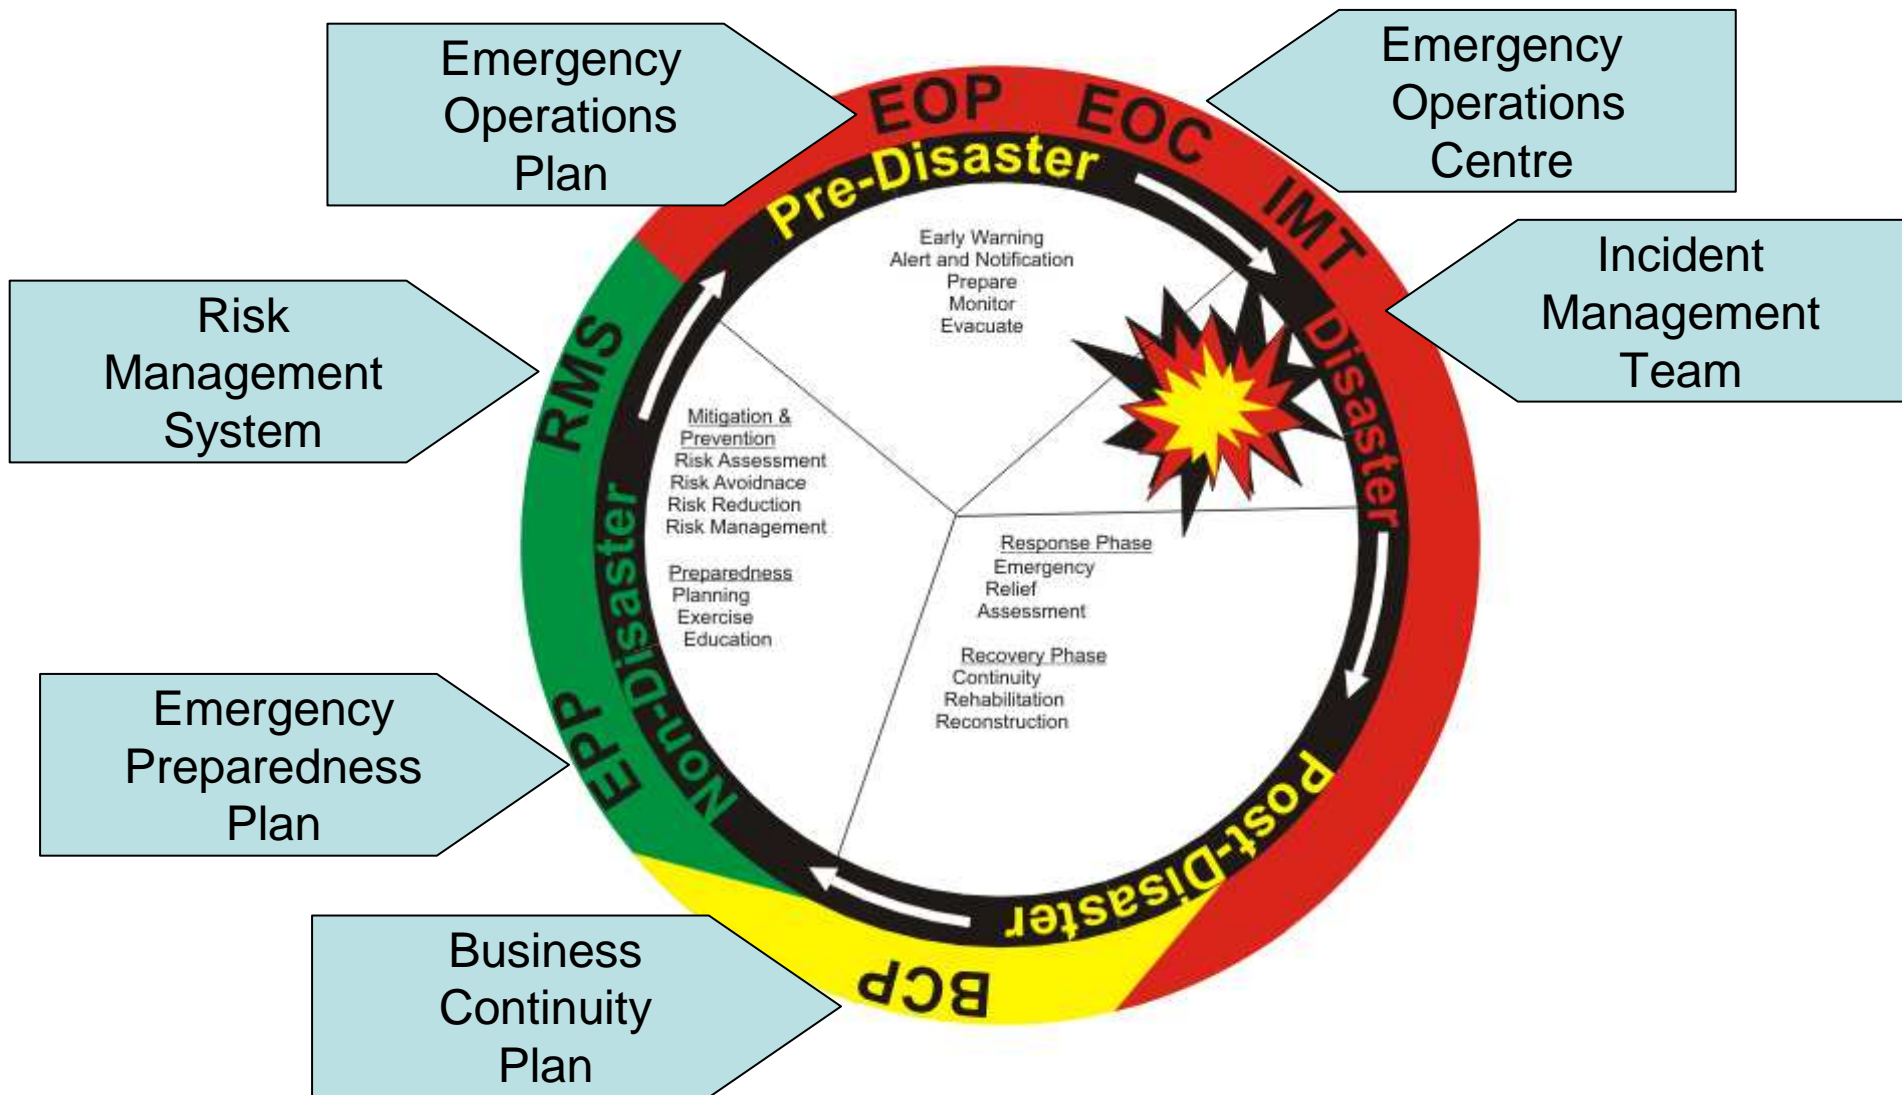 Emergency
Operations
Plan
Emergency
Operations
Centre
EOP
EOC
IMT
Pre-Disaster
Incident
Management
Team
Risk
Management
System
RMS
Early Warning
Alert and Notification
Prepare
Monitor
Evacuate
Disaster
Mitigation &
Prevention
Risk Assessment
Risk Avoidnace
Risk Reduction
Risk Management
Preparedness
Planning
Exercise
Education
Non-Disaster
Response Phase
Emergency
Relief
Assessment
Recovery Phase
Continuity
Rehabilitation
Reconstruction
Emergency
Preparedness
Plan
EPP
Post-Disaster
Business
Continuity
Plan
BCP